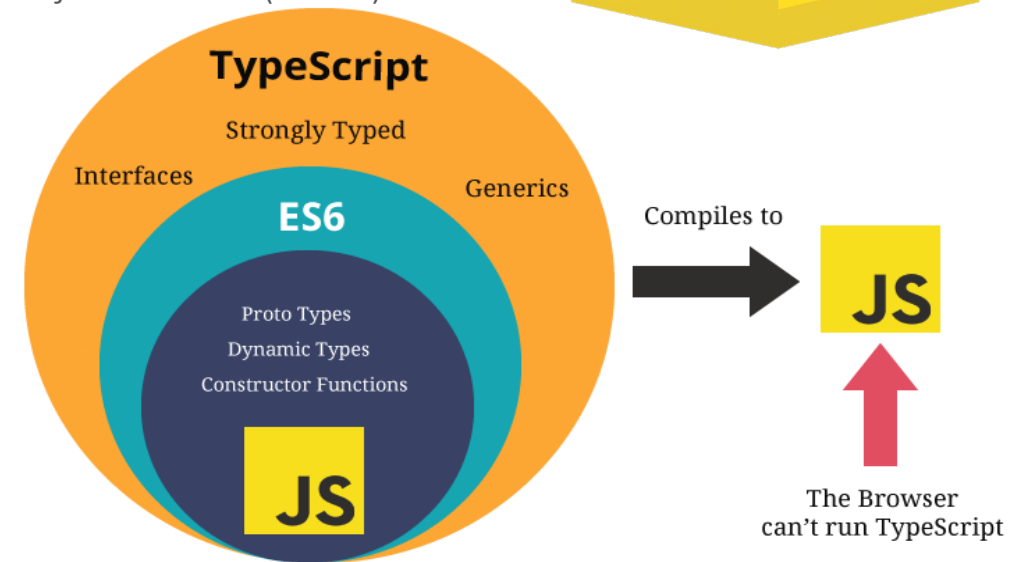 TypeScript
Strongly Typed
Interfaces
Generics
ES6
Proto Types
Dynamic Types
Constructor Functions
JS
Compiles to
JS
The Browser
can’t run TypeScript